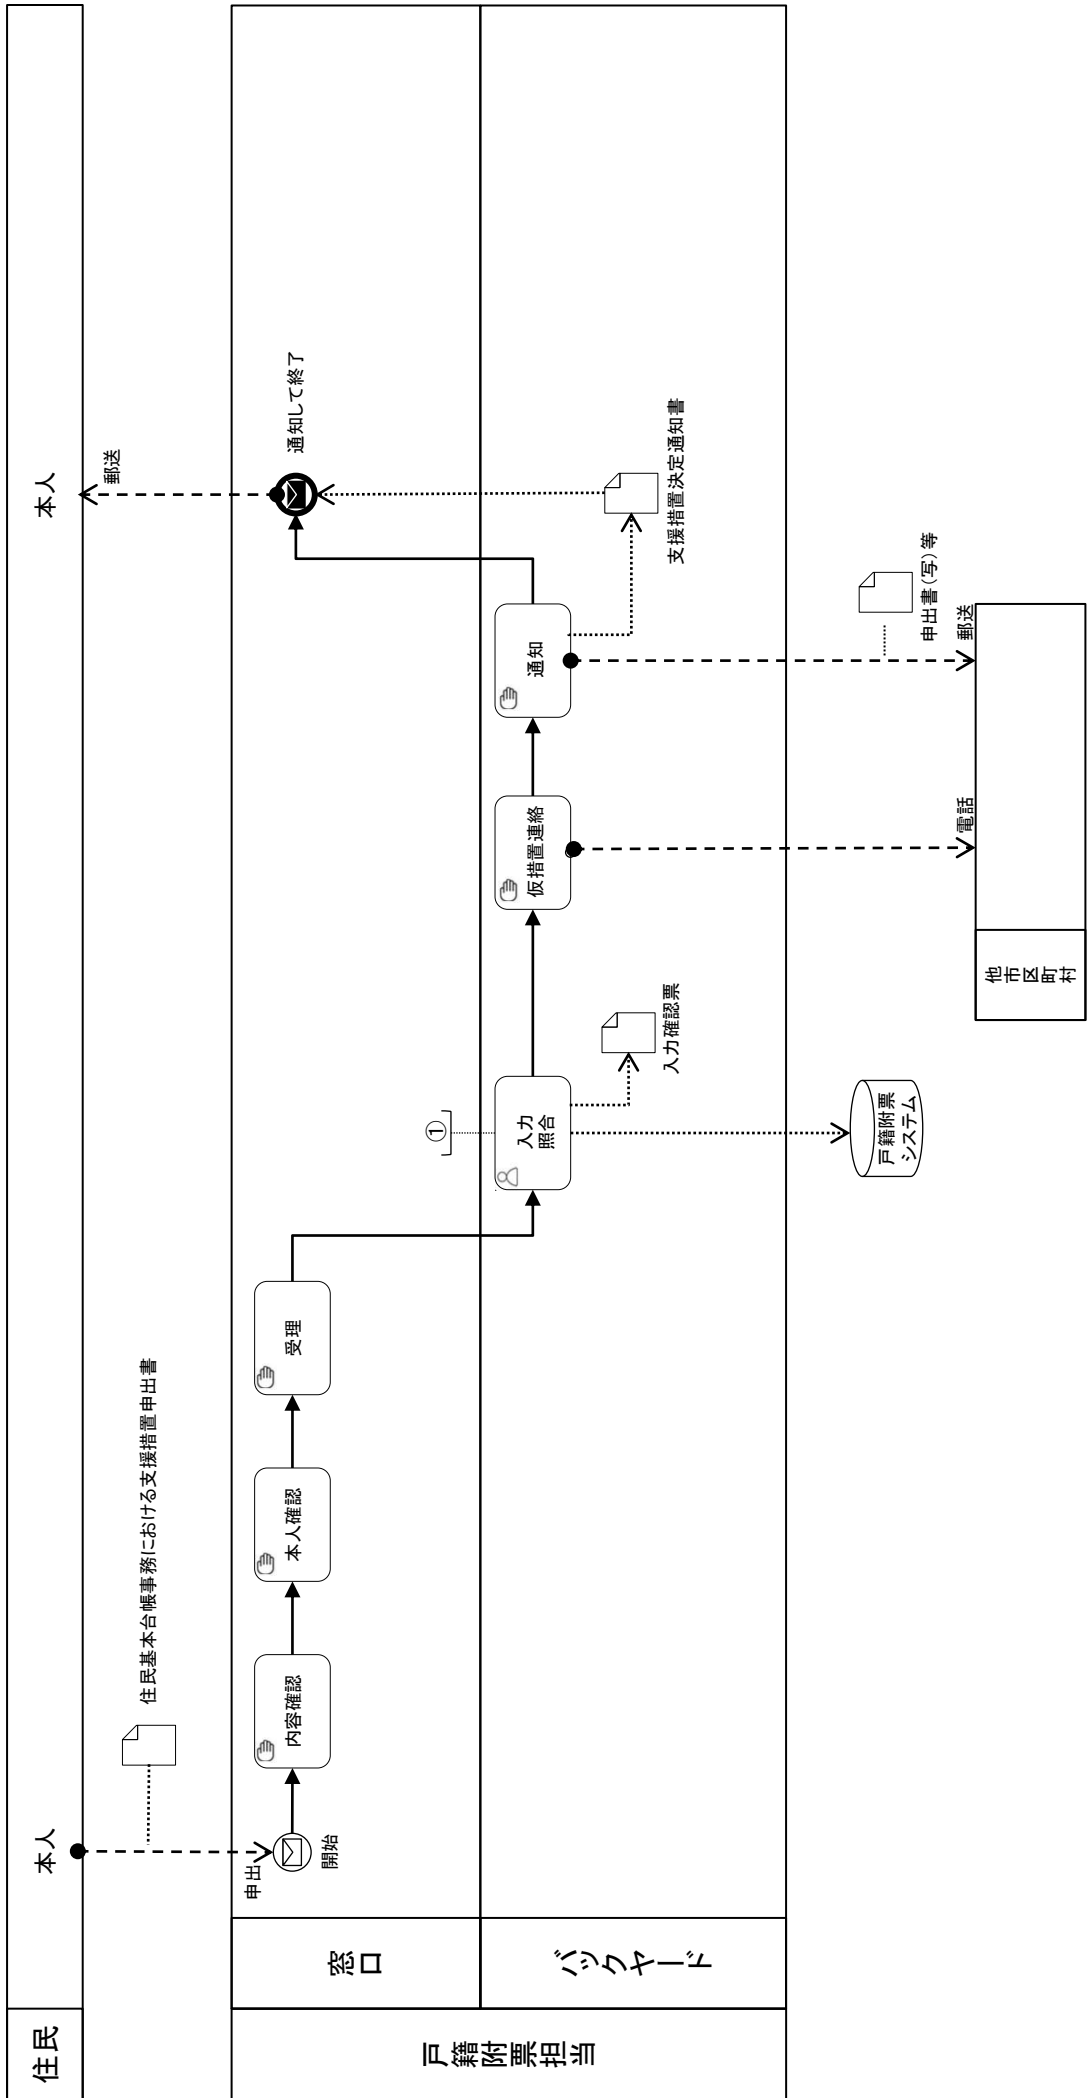 住民
本人
本人
郵送
住民基本台帳事務における支援措置申出書
戸籍附票担当
窓口
申出
開始
内容確認
本人確認
受理
通知して終了
バックヤード
①
入力
照合
入力確認票
仮措置連絡
通知
支援措置決定通知書
戸籍附票
システム
申出書(写)等
電話
郵送
他市区町村